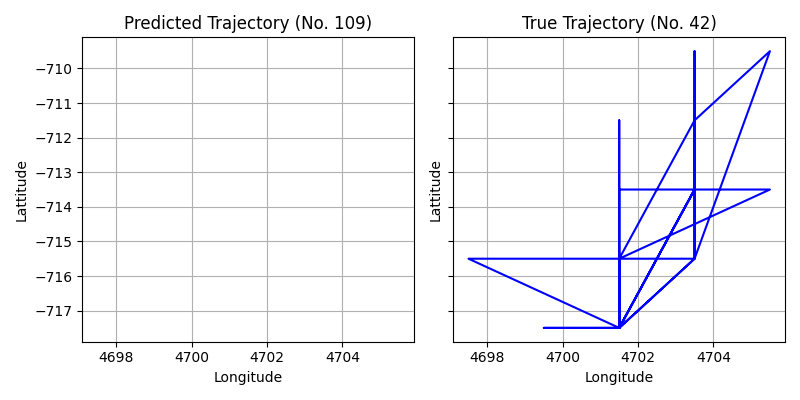 Predicted Trajectory (No. 109)
True Trajectory (No. 42)
−710
−711
−712
−713
−714
−715
−716
−717
Lattitude
Lattitude
4698
4700
4702
4704
4698
4700
4702
4704
Longitude
Longitude